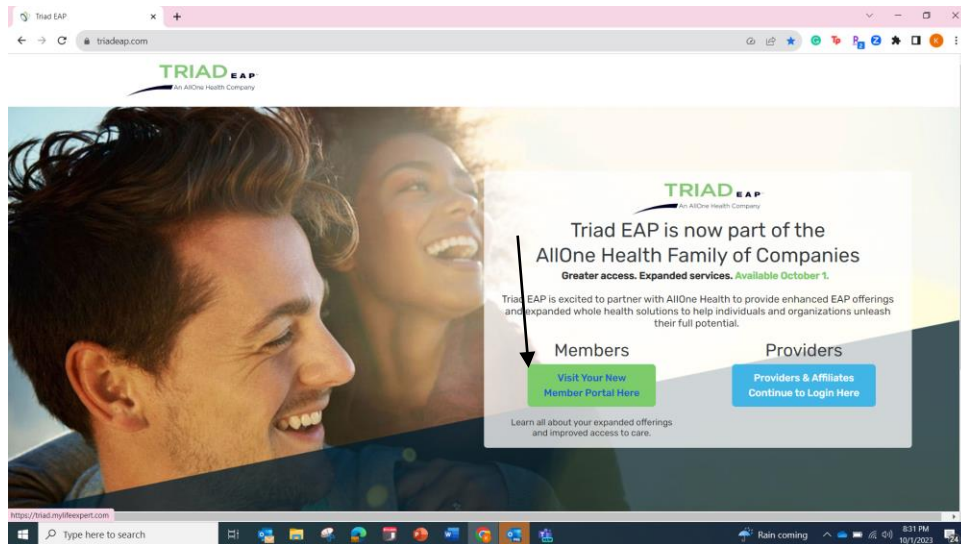 Triad EAP
triadeap.com
TRIAD EAP
An AllOne Health Company
TRIAD EAP
An AllOne Health Company
Triad EAP is now part of the
AllOne Health Family of Companies
Greater access. Expanded services. Available October 1.
Triad EAP is excited to partner with AllOne Health to provide enhanced EAP offerings
and expanded whole health solutions to help individuals and organizations unleash
their full potential.
Members
Providers
Visit Your New
Member Portal Here
Providers & Affiliates
Continue to Login Here
Learn all about your expanded offerings
and improved access to care.
https://triad.mylifeexpert.com
Type here to search
Rain coming
8:31 PM
10/1/2023
24